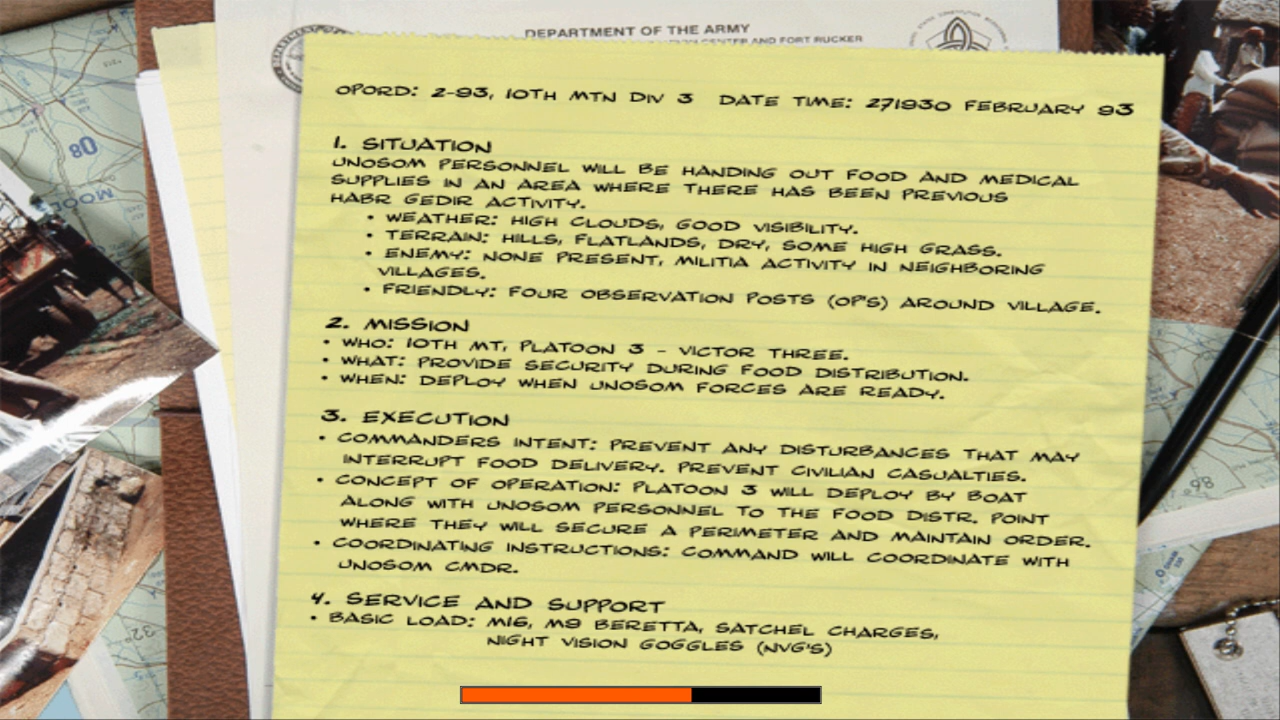 DEPARTMENT OF THE ARMY
CENTER AND FORT RUCKER
OPORD: 2-93, 10TH MTN DIV 3 DATE TIME: 271930 FEBRUARY 93
1. SITUATION
UNOSOM PERSONNEL WILL BE HANDING OUT FOOD AND MEDICAL
SUPPLIES IN AN AREA WHERE THERE HAS BEEN PREVIOUS
HABR GEDIR ACTIVITY.
• WEATHER: HIGH CLOUDS, GOOD VISIBILITY.
• TERRAIN: HILLS, FLATLANDS, DRY, SOME HIGH GRASS.
• ENEMY: NONE PRESENT, MILITIA ACTIVITY IN NEIGHBORING
VILLAGES.
• FRIENDLY: FOUR OBSERVATION POSTS (OP'S) AROUND VILLAGE.
2. MISSION
• WHO: 10TH MT, PLATOON 3 - VICTOR THREE.
• WHAT: PROVIDE SECURITY DURING FOOD DISTRIBUTION.
• WHEN: DEPLOY WHEN UNOSOM FORCES ARE READY.
3. EXECUTION
• COMMANDERS INTENT: PREVENT ANY DISTURBANCES THAT MAY
INTERRUPT FOOD DELIVERY. PREVENT CIVILIAN CASUALTIES.
• CONCEPT OF OPERATION: PLATOON 3 WILL DEPLOY BY BOAT
ALONG WITH UNOSOM PERSONNEL TO THE FOOD DISTR. POINT
WHERE THEY WILL SECURE A PERIMETER AND MAINTAIN ORDER.
• COORDINATING INSTRUCTIONS: COMMAND WILL COORDINATE WITH
UNOSOM CMDR.
4. SERVICE AND SUPPORT
• BASIC LOAD: M16, M9 BERETTA, SATCHEL CHARGES,
NIGHT VISION GOGGLES (NVG'S)